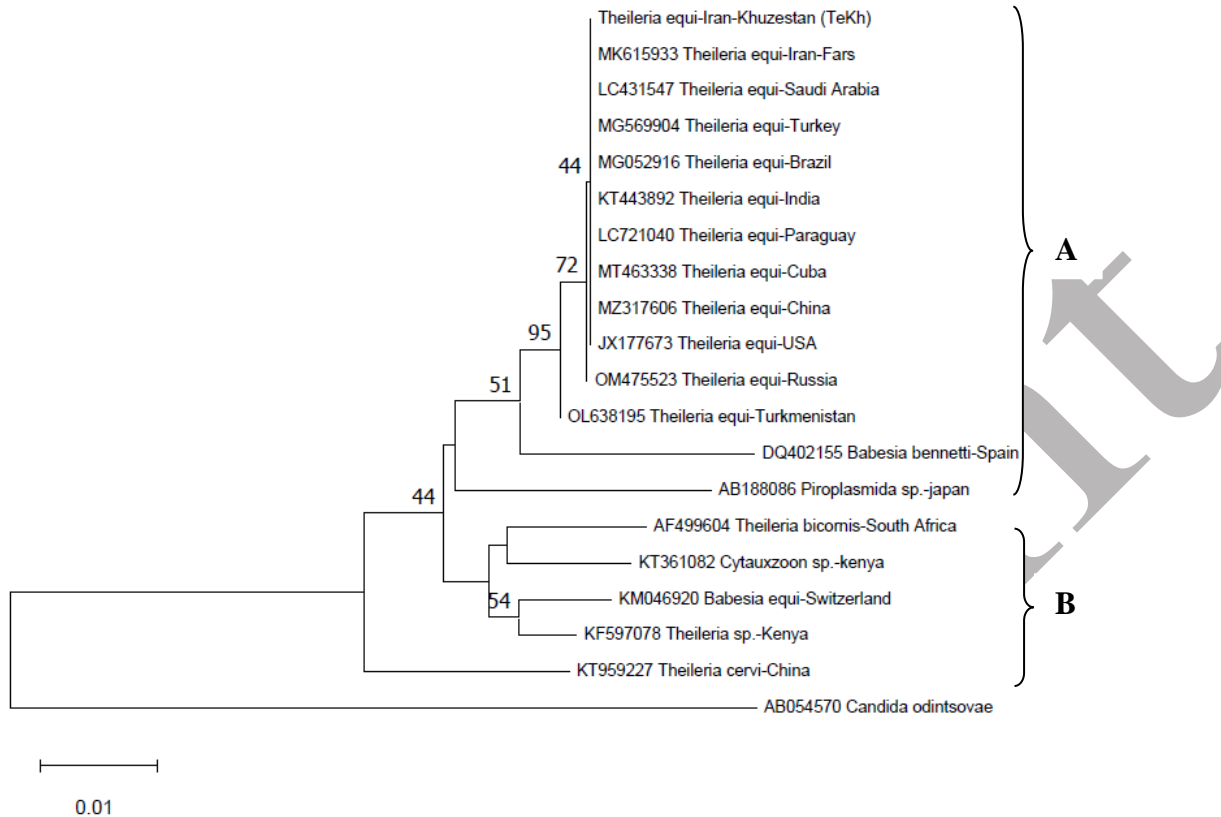 Theileria equi-Iran-Khuzestan (TeKh)
MK615933 Theileria equi-Iran-Fars
LC431547 Theileria equi-Saudi Arabia
MG569904 Theileria equi-Turkey
44
MG052916 Theileria equi-Brazil
KT443892 Theileria equi-India
LC721040 Theileria equi-Paraguay
A
72
MT463338 Theileria equi-Cuba
MZ317606 Theileria equi-China
95
JX177673 Theileria equi-USA
51
OM475523 Theileria equi-Russia
OL638195 Theileria equi-Turkmenistan
DQ402155 Babesia bennetti-Spain
AB188086 Piroplasmida sp.-japan
44
AF499604 Theileria bicornis-South Africa
KT361082 Cytauxzoon sp.-kenya
54
KM046920 Babesia equi-Switzerland
B
KF597078 Theileria sp.-Kenya
KT959227 Theileria cervi-China
AB054570 Candida odintsovae
0.01